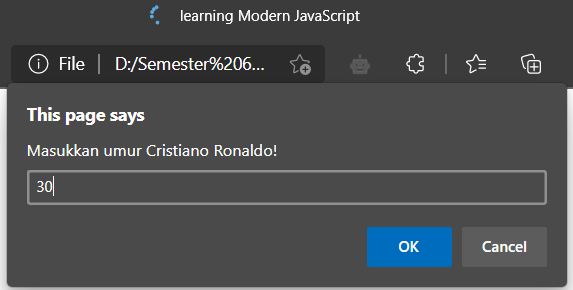 learning Modern JavaScript
File | D:/Semester%206...
This page says
Masukkan umur Cristiano Ronaldo!
30
OK Cancel